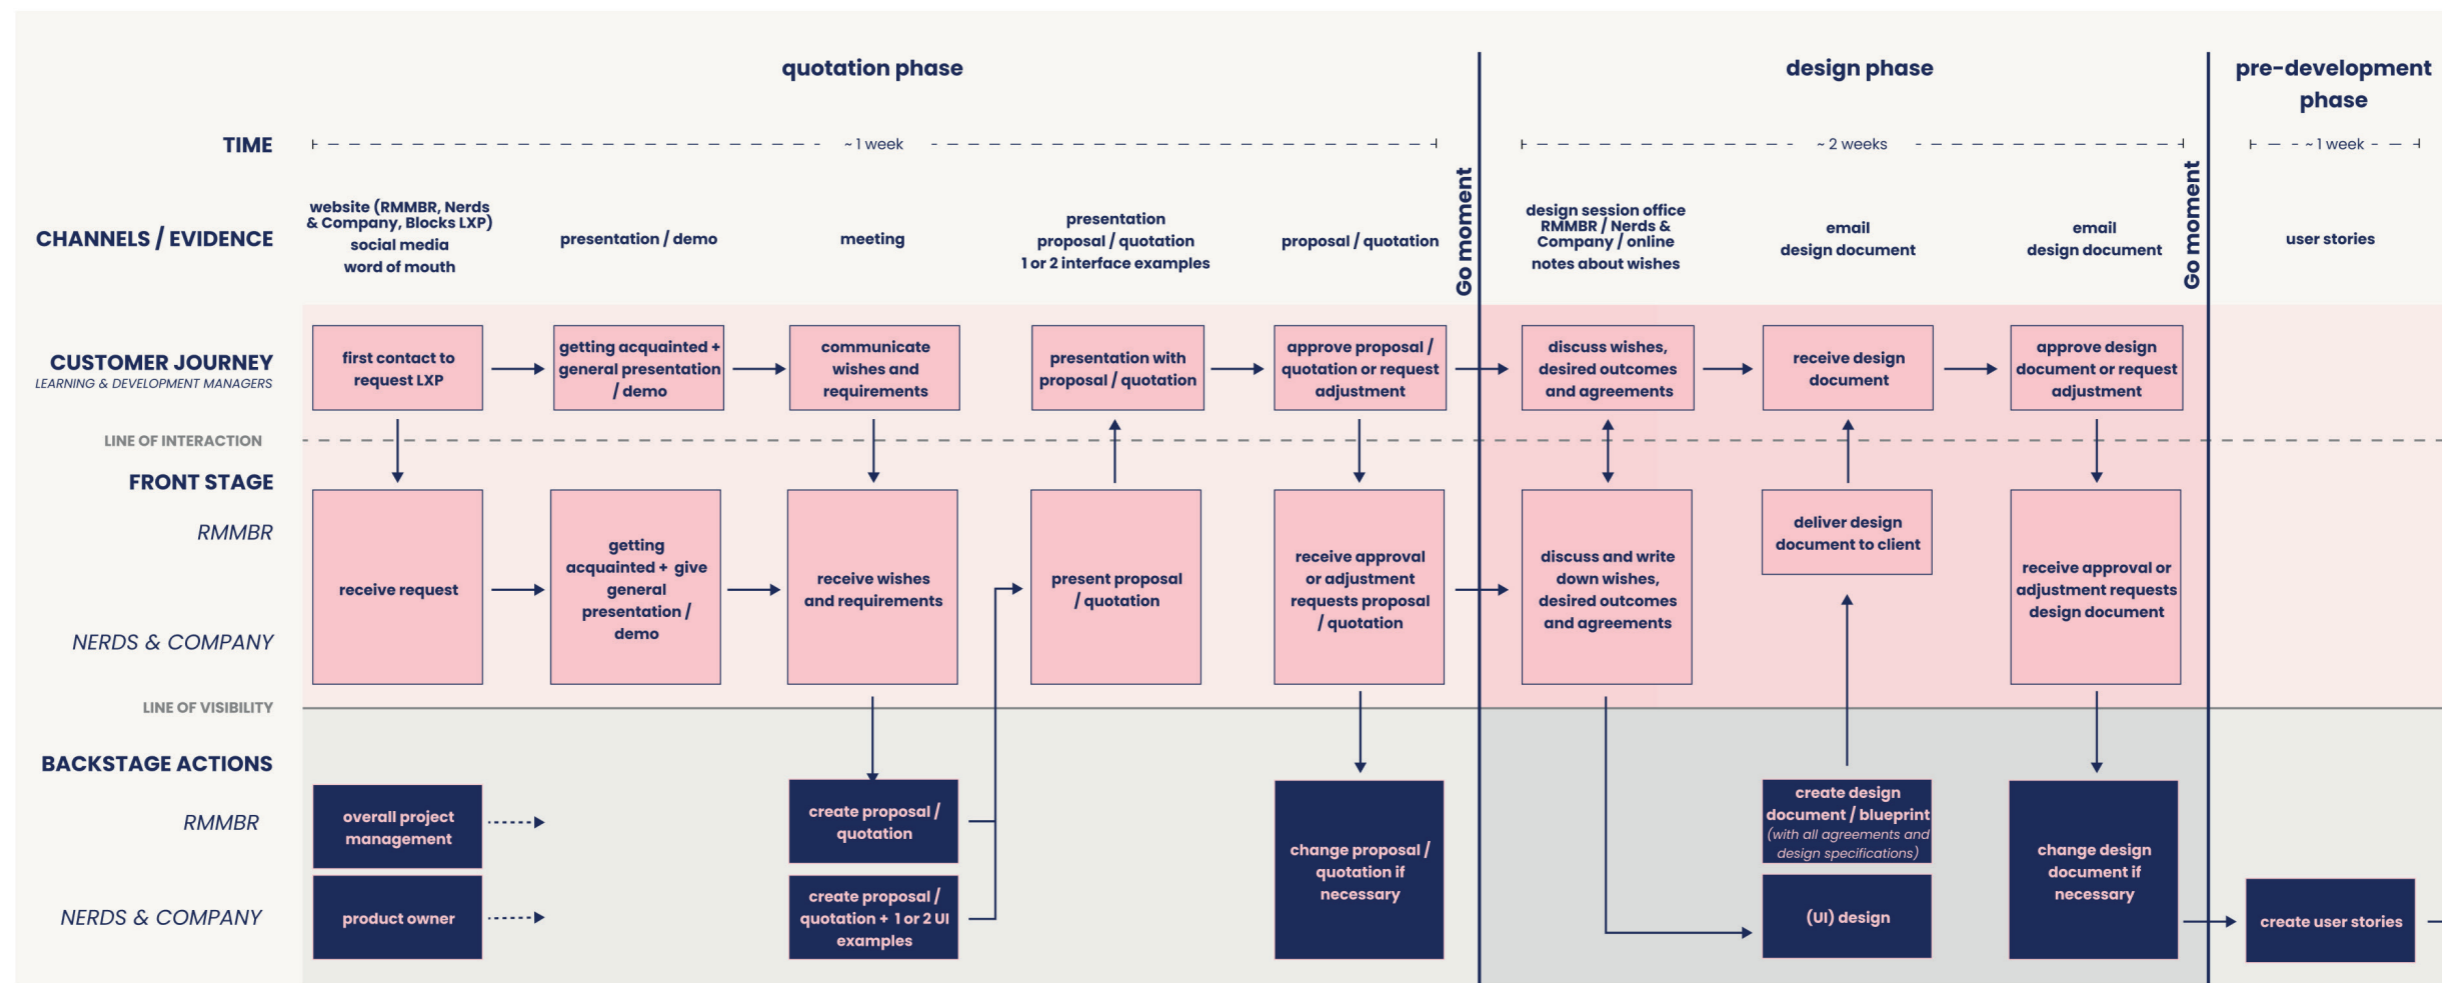 quotation phase
design phase
pre-development
phase
TIME
~ 1 week
~ 2 weeks
~ 1 week
CHANNELS / EVIDENCE
website (RMMBR, Nerds
& Company, Blocks LXP)
social media
word of mouth
presentation / demo
meeting
presentation
proposal / quotation
1 or 2 interface examples
proposal / quotation
Go moment
design session office
RMMBR / Nerds &
Company / online
notes about wishes
email
design document
email
design document
Go moment
user stories
CUSTOMER JOURNEY
LEARNING & DEVELOPMENT MANAGERS
first contact to
request LXP
getting acquainted +
general presentation
/ demo
communicate
wishes and
requirements
presentation with
proposal / quotation
approve proposal /
quotation or request
adjustment
discuss wishes,
desired outcomes
and agreements
receive design
document
approve design
document or request
adjustment
LINE OF INTERACTION
FRONT STAGE
RMMBR
NERDS & COMPANY
receive request
getting
acquainted + give
general
presentation /
demo
receive wishes
and requirements
present proposal
/ quotation
receive approval
or adjustment
requests proposal
/ quotation
discuss and write
down wishes,
desired outcomes
and agreements
deliver design
document to client
receive approval or
adjustment requests
design document
LINE OF VISIBILITY
BACKSTAGE ACTIONS
RMMBR
overall project
management
create proposal /
quotation
change proposal /
quotation if
necessary
create design
document / blueprint
(with all agreements and
design specifications)
change design
document if
necessary
NERDS & COMPANY
product owner
create proposal /
quotation + 1 or 2 UI
examples
(UI) design
create user stories